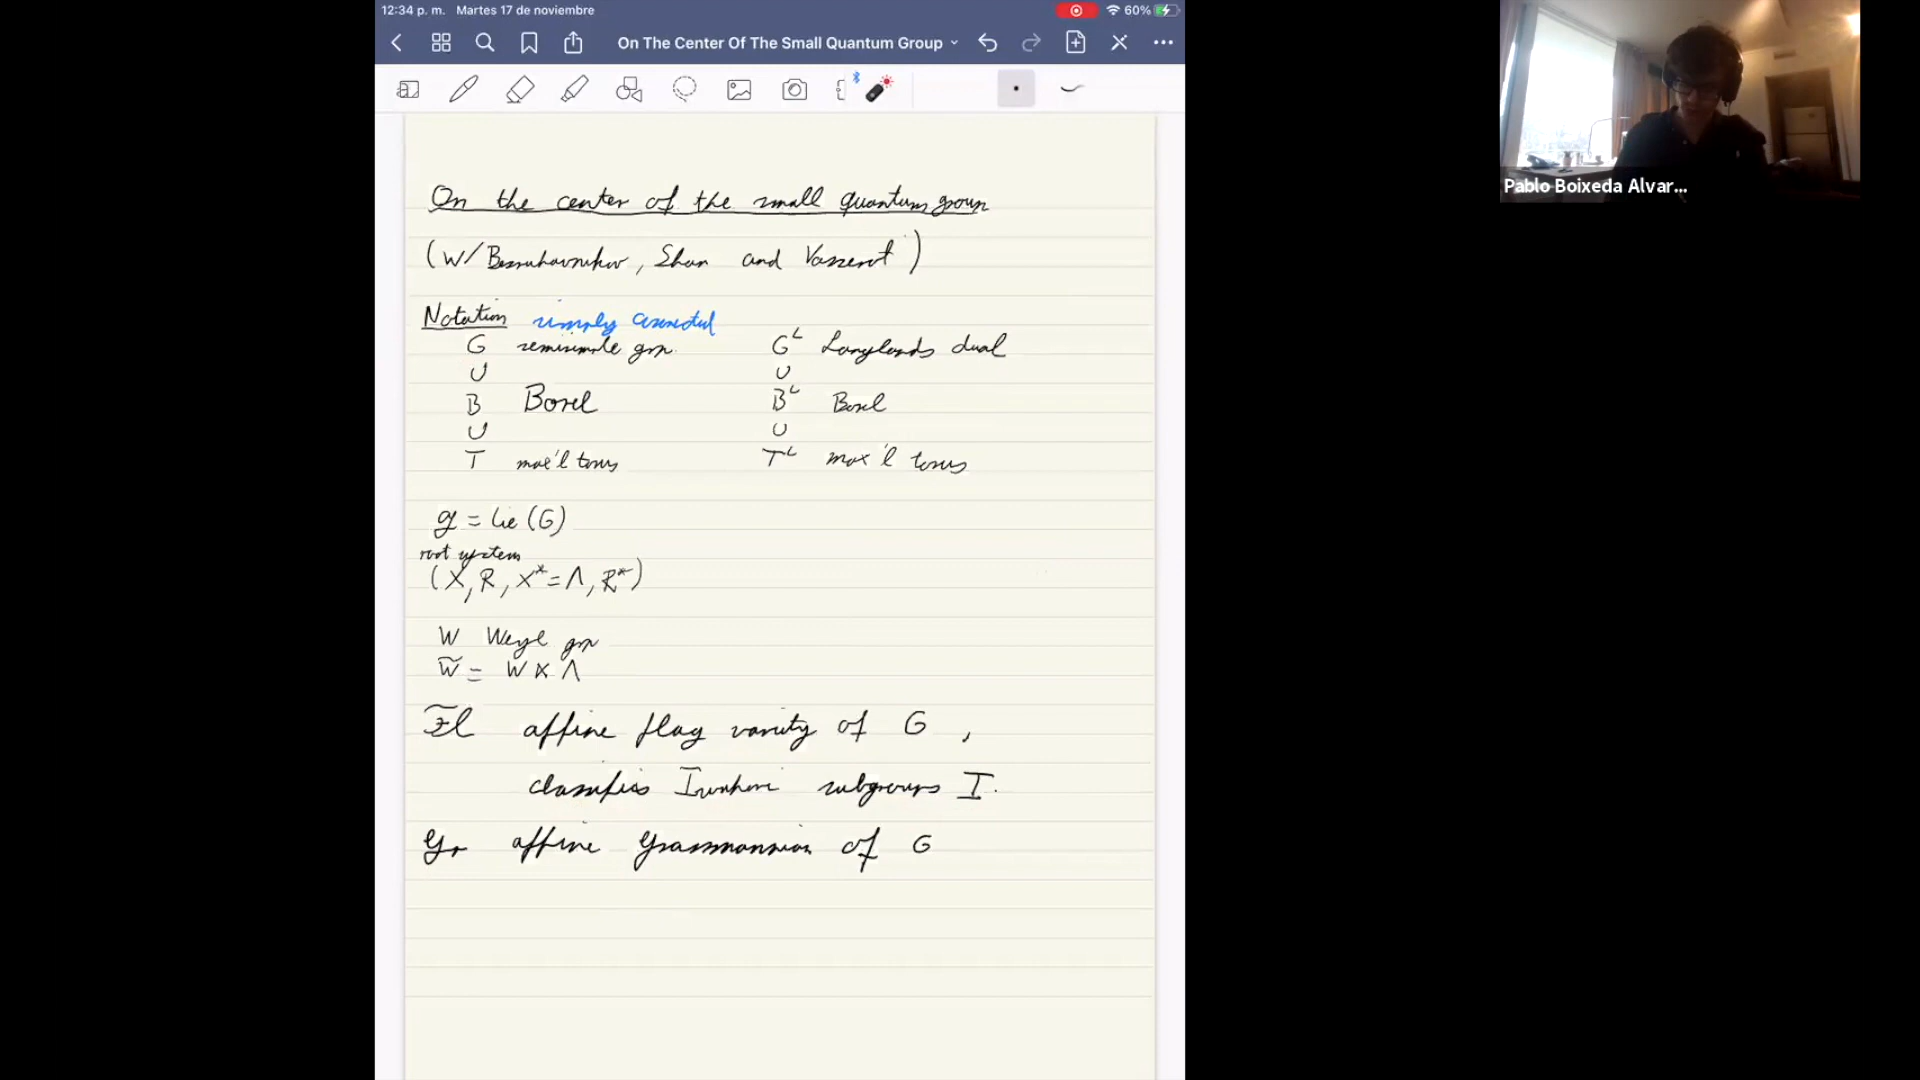 12:34 p. m. Martes 17 de noviembre
60%
On The Center Of The Small Quantum Group
Pablo Boixeda Alvar...
On the center of the small quantum group
(w/ Bezrukavnikov, Shan and Vasserot)
Notation simply connected
G semisimple grp. G^L Langlands dual
∪ ∪
B Borel B^L Borel
∪ ∪
T max'l torus T^L max'l torus
g = Lie (G)
root system
(X, R, X* = Λ, R*)
W Weyl grp
W̃ = W ⋉ Λ
F̃l affine flag variety of G ,
classifies Iwahori subgroups I.
Gr affine Grassmannian of G